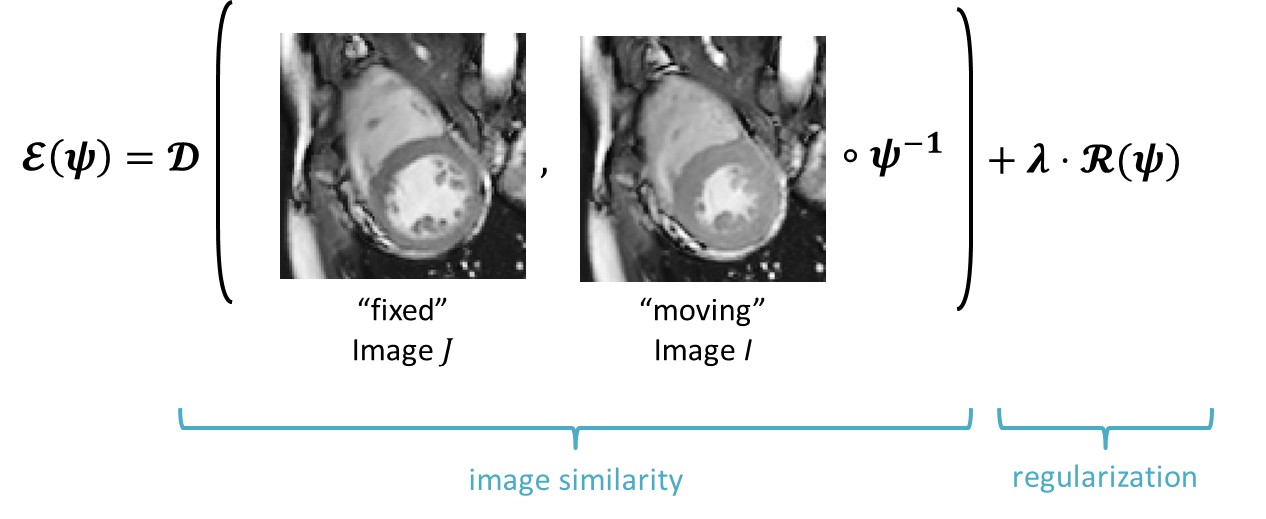 𝓔(𝝍) = 𝓓 ( , ∘ 𝝍⁻¹ ) + 𝝀 · 𝓡(𝝍)
“fixed”
Image J
“moving”
Image I
image similarity
regularization